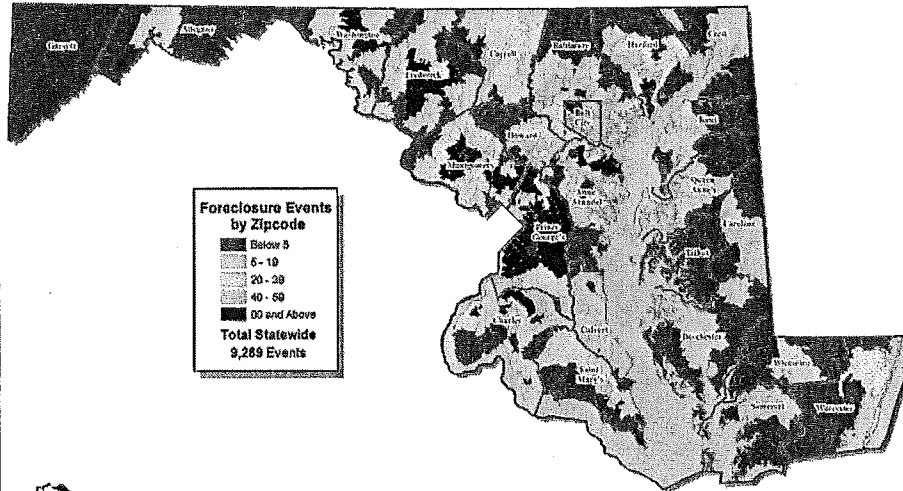 Garrett
Allegany
Washington
Frederick
Carroll
Baltimore
Harford
Cecil
Balt
City
Kent
Howard
Montgomery
Anne
Arundel
Queen
Anne's
Caroline
Prince
George's
Talbot
Foreclosure Events
by Zipcode
Below 5
5 - 19
20 - 39
40 - 59
60 and Above
Total Statewide
9,289 Events
Charles
Calvert
Dorchester
Saint
Mary's
Wicomico
Somerset
Worcester